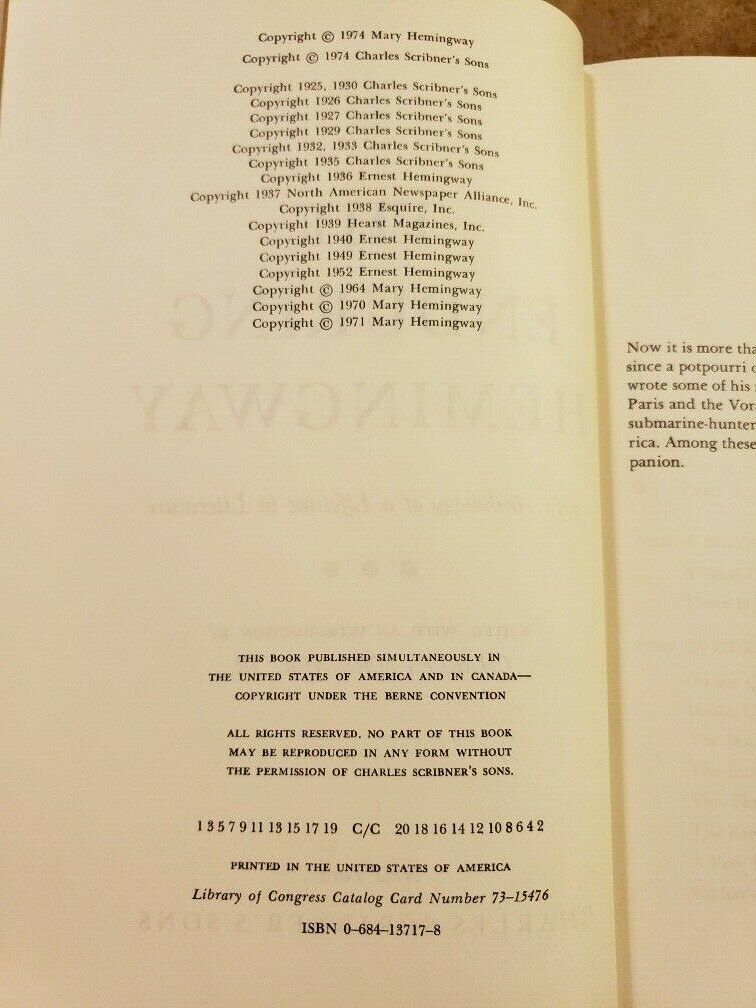 Copyright © 1974 Mary Hemingway
Copyright © 1974 Charles Scribner's Sons
Copyright 1925, 1930 Charles Scribner's Sons
Copyright 1926 Charles Scribner's Sons
Copyright 1927 Charles Scribner's Sons
Copyright 1929 Charles Scribner's Sons
Copyright 1932, 1933 Charles Scribner's Sons
Copyright 1935 Charles Scribner's Sons
Copyright 1936 Ernest Hemingway
Copyright 1937 North American Newspaper Alliance, Inc.
Copyright 1938 Esquire, Inc.
Copyright 1939 Hearst Magazines, Inc.
Copyright 1940 Ernest Hemingway
Copyright 1949 Ernest Hemingway
Copyright 1952 Ernest Hemingway
Copyright © 1964 Mary Hemingway
Copyright © 1970 Mary Hemingway
Copyright © 1971 Mary Hemingway
THIS BOOK PUBLISHED SIMULTANEOUSLY IN
THE UNITED STATES OF AMERICA AND IN CANADA—
COPYRIGHT UNDER THE BERNE CONVENTION
ALL RIGHTS RESERVED. NO PART OF THIS BOOK
MAY BE REPRODUCED IN ANY FORM WITHOUT
THE PERMISSION OF CHARLES SCRIBNER'S SONS.
1 3 5 7 9 11 13 15 17 19 C/C 20 18 16 14 12 10 8 6 4 2
PRINTED IN THE UNITED STATES OF AMERICA
Library of Congress Catalog Card Number 73-15476
ISBN 0-684-13717-8
Now it is more tha
since a potpourri
wrote some of his
Paris and the Vor
submarine-hunter
rica. Among these
panion.